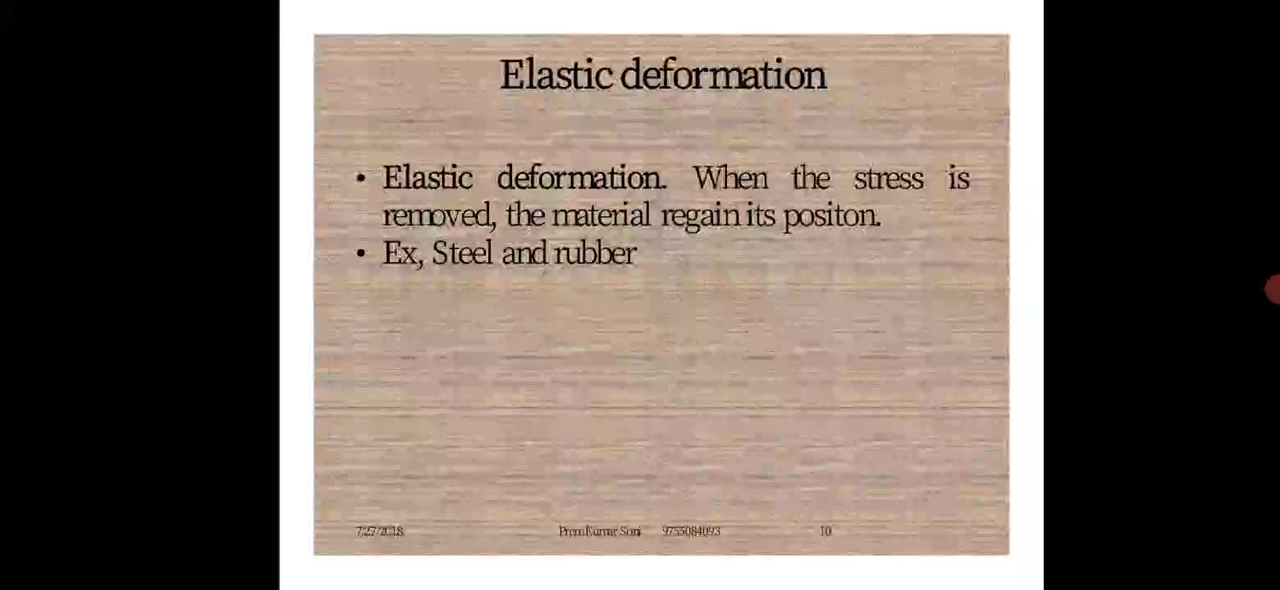 Elastic deformation
• Elastic deformation. When the stress is
removed, the material regain its positon.
• Ex, Steel and rubber
7/27/2018 Prem Kumar Soni 9755084093 10